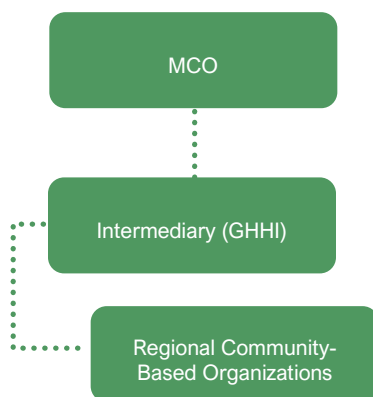 MCO
Intermediary (GHHI)
Regional Community-
Based Organizations